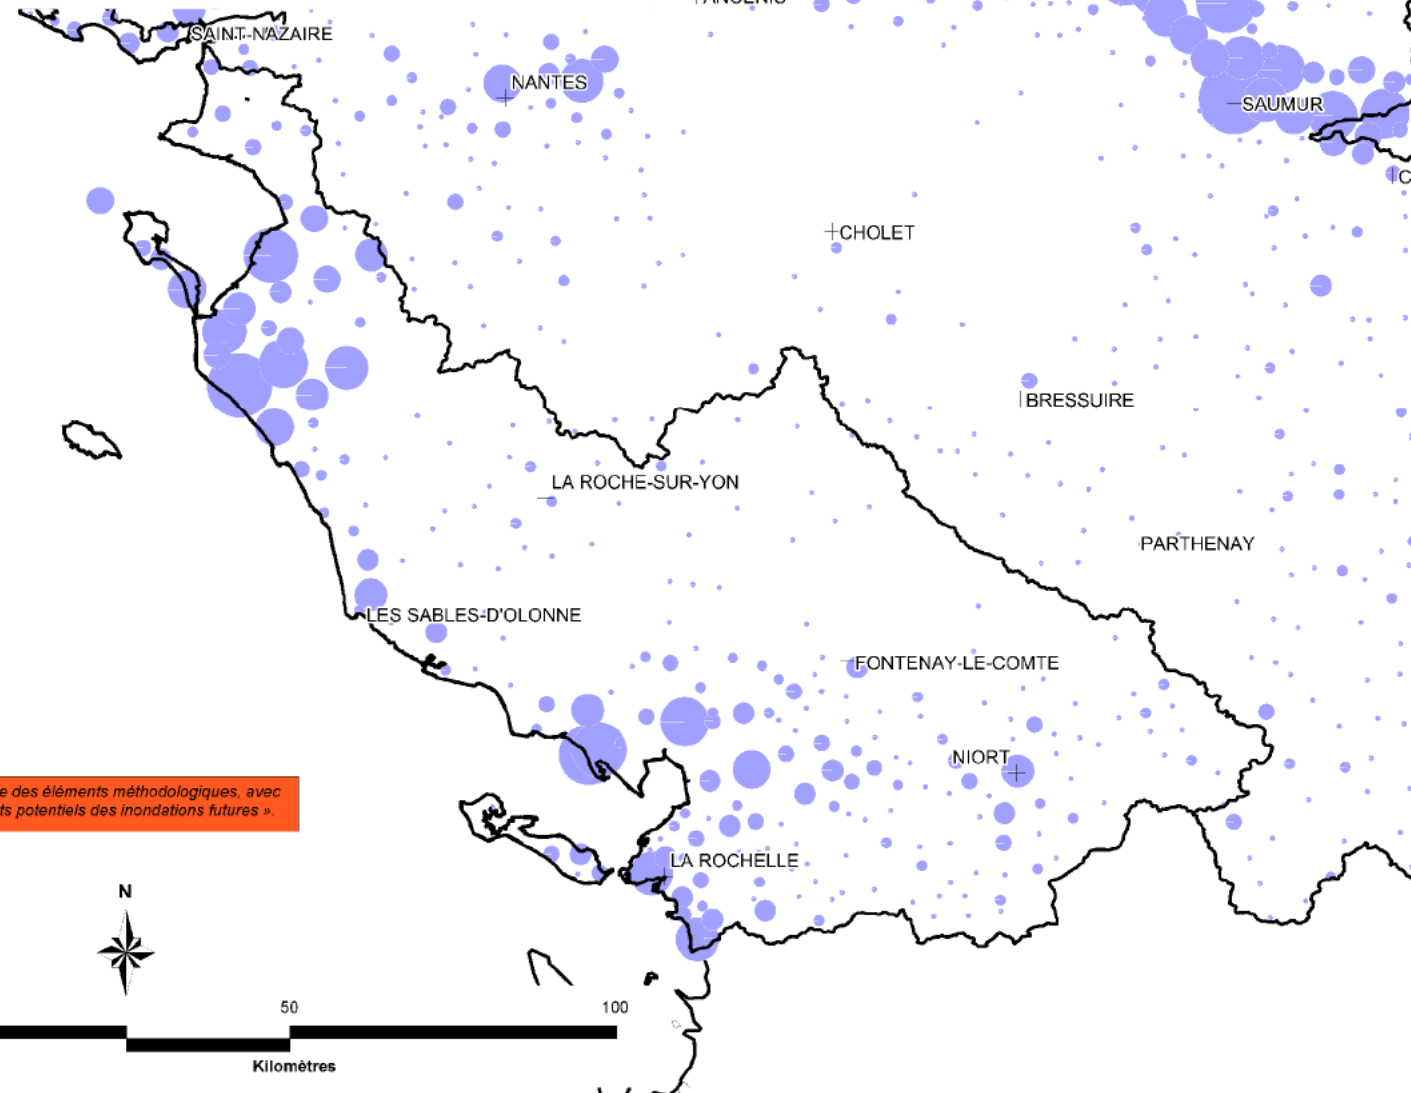 ANCENIS
SAINT-NAZAIRE
NANTES
SAUMUR
C
CHOLET
BRESSUIRE
LA ROCHE-SUR-YON
PARTHENAY
LES SABLES-D'OLONNE
FONTENAY-LE-COMTE
NIORT
e des éléments méthodologiques, avec
ts potentiels des inondations futures ».
LA ROCHELLE
N
50
100
Kilomètres